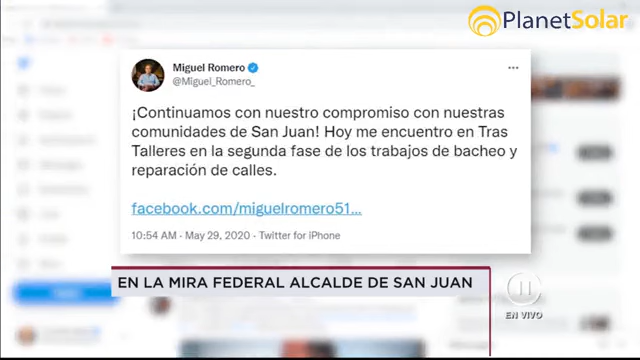 PlanetSolar
Miguel Romero
@Miguel_Romero_
¡Continuamos con nuestro compromiso con nuestras
comunidades de San Juan! Hoy me encuentro en Tras
Talleres en la segunda fase de los trabajos de bacheo y
reparación de calles.
facebook.com/miguelromero51...
10:54 AM - May 29, 2020 - Twitter for iPhone
EN LA MIRA FEDERAL ALCALDE DE SAN JUAN
11
EN VIVO